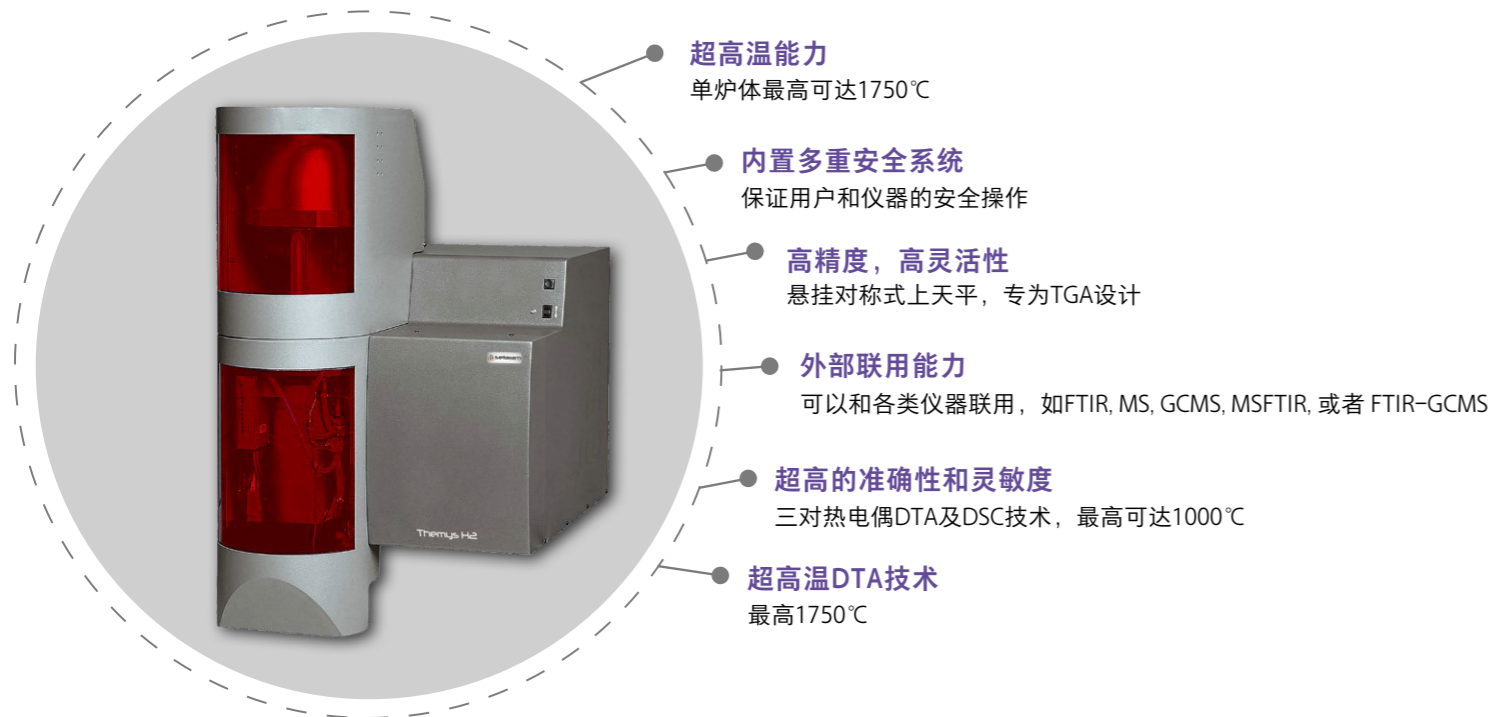 超高温能力
单炉体最高可达1750℃
内置多重安全系统
保证用户和仪器的安全操作
高精度，高灵活性
悬挂对称式上天平，专为TGA设计
外部联用能力
可以和各类仪器联用，如FTIR, MS, GCMS, MSFTIR, 或者 FTIR-GCMS
超高的准确性和灵敏度
三对热电偶DTA及DSC技术，最高可达1000℃
Themys H2
超高温DTA技术
最高1750℃